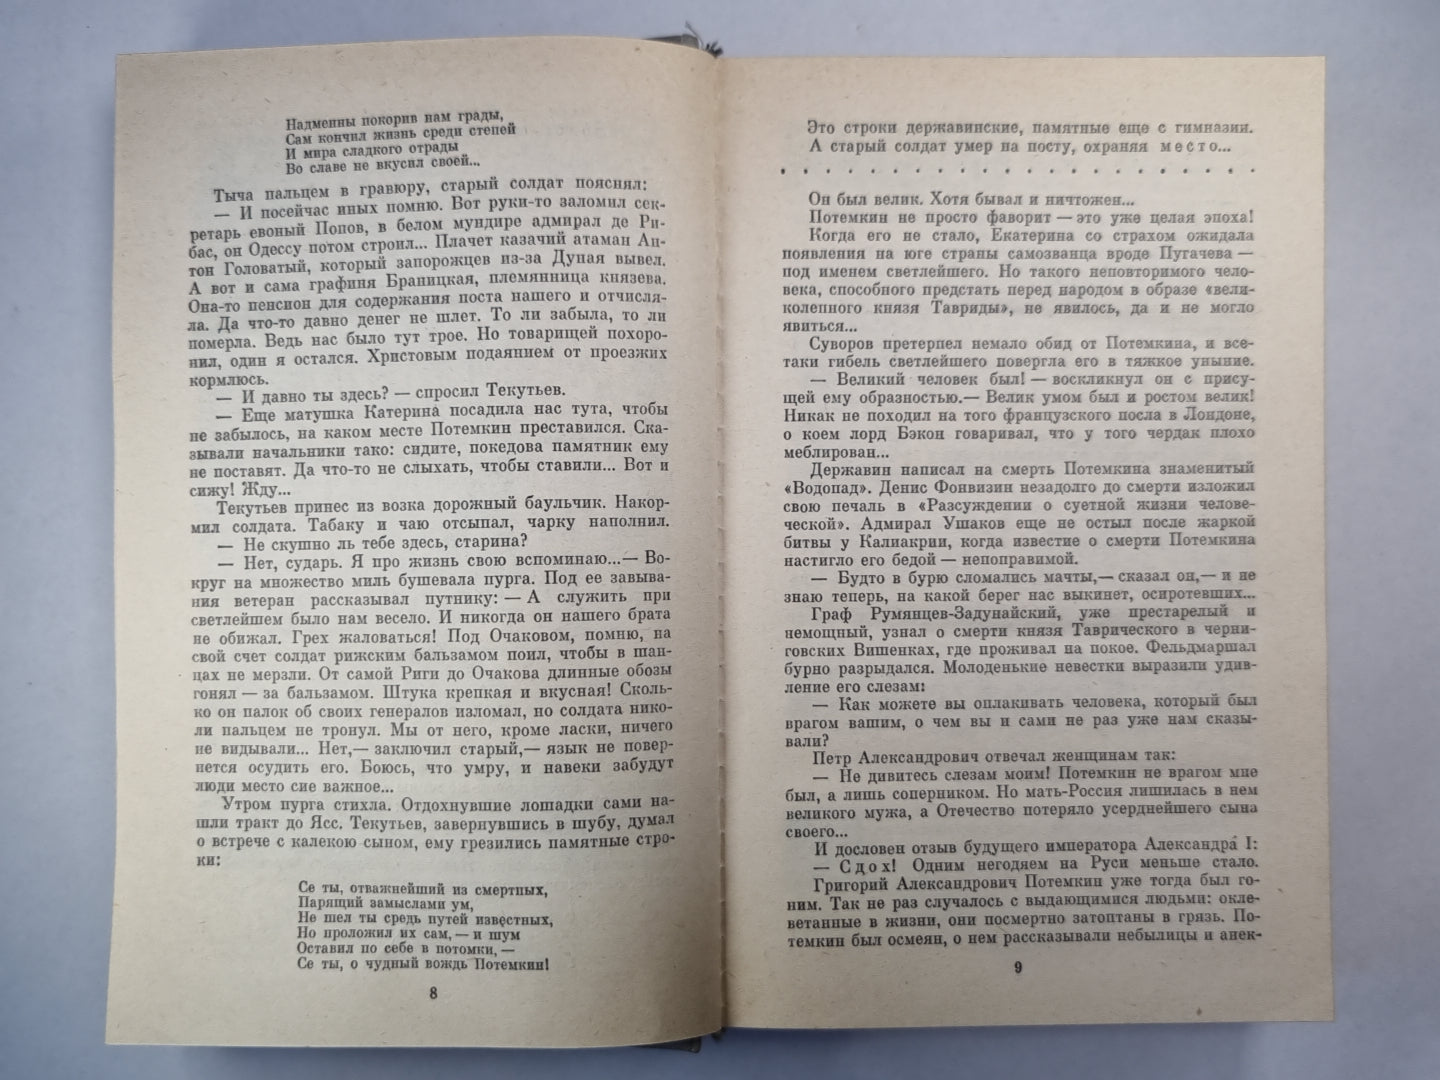 Надменны покорив нам грады,
Сам кончил жизнь среди степей
И мира сладкого отрады
Во славе не вкусил своей...
Тыча пальцем в гравюру, старый солдат пояснял:
— И посейчас иных помню. Вот руки-то заломил сек-
ретарь евоный Попов, в белом мундире адмирал де Ри-
бас, он Одессу потом строил... Плачет казачий атаман Ан-
тон Головатый, который запорожцев из-за Дуная вывел.
А вот и сама графиня Браницкая, племянница князева.
Она-то пенсион для содержания поста нашего и отчисля-
ла. Да что-то давно денег не шлет. То ли забыла, то ли
померла. Ведь нас было тут трое. Но товарищей похоро-
нил, один я остался. Христовым подаянием от проезжих
кормлюсь.
— И давно ты здесь? — спросил Текутьев.
— Еще матушка Катерина посадила нас тута, чтобы
не забылось, на каком месте Потемкин преставился. Ска-
зывали начальники тако: сидите, покедова памятник ему
не поставят. Да что-то не слыхать, чтобы ставили... Вот и
сижу! Жду...
Текутьев принес из возка дорожный баульчик. Накор-
мил солдата. Табаку и чаю отсыпал, чарку наполнил.
— Не скушно ль тебе здесь, старина?
— Нет, сударь. Я про жизнь свою вспоминаю...— Во-
круг на множество миль бушевала пурга. Под ее завыва-
ния ветеран рассказывал путнику: — А служить при
светлейшем было нам весело. И никогда он нашего брата
не обижал. Грех жаловаться! Под Очаковом, помню, на
свой счет солдат рижским бальзамом поил, чтобы в шан-
цах не мерзли. От самой Риги до Очакова длинные обозы
гонял — за бальзамом. Штука крепкая и вкусная! Сколь-
ко он палок об своих генералов изломал, но солдата нико-
ли пальцем не тронул. Мы от него, кроме ласки, ничего
не видывали... Нет,— заключил старый,— язык не повер-
нется осудить его. Боюсь, что умру, и навеки забудут
люди место сие важное...
Утром пурга стихла. Отдохнувшие лошадки сами на-
шли тракт до Ясс. Текутьев, завернувшись в шубу, думал
о встрече с калекою сыном, ему грезились памятные стро-
ки:
Се ты, отважнейший из смертных,
Парящий замыслами ум,
Не шел ты средь путей известных,
Но проложил их сам, — и шум
Оставил по себе в потомки, —
Се ты, о чудный вождь Потемкин!
8
Это строки державинские, памятные еще с гимназии.
А старый солдат умер на посту, охраняя место...
. . . . . . . . . . . . . . . . . . . .
Он был велик. Хотя бывал и ничтожен...
Потемкин не просто фаворит — это уже целая эпоха!
Когда его не стало, Екатерина со страхом ожидала
появления на юге страны самозванца вроде Пугачева —
под именем светлейшего. Но такого неповторимого чело-
века, способного предстать перед народом в образе «вели-
колепного князя Тавриды», не явилось, да и не могло
явиться...
Суворов претерпел немало обид от Потемкина, и все-
таки гибель светлейшего повергла его в тяжкое уныние.
— Великий человек был! — воскликнул он с прису-
щей ему образностью.— Велик умом был и ростом велик!
Никак не походил на того французского посла в Лондоне,
о коем лорд Бэкон говаривал, что у того чердак плохо
меблирован...
Державин написал на смерть Потемкина знаменитый
«Водопад». Денис Фонвизин незадолго до смерти изложил
свою печаль в «Разсуждении о суетной жизни челове-
ческой». Адмирал Ушаков еще не остыл после жаркой
битвы у Калиакрии, когда известие о смерти Потемкина
настигло его бедой — непоправимой.
— Будто в бурю сломались мачты,— сказал он,— и не
знаю теперь, на какой берег нас выкинет, осиротевших...
Граф Румянцев-Задунайский, уже престарелый и
немощный, узнал о смерти князя Таврического в черни-
говских Вишенках, где проживал на покое. Фельдмаршал
бурно разрыдался. Молоденькие невестки выразили удив-
ление его слезам:
— Как можете вы оплакивать человека, который был
врагом вашим, о чем вы и сами не раз уже нам сказы-
вали?
Петр Александрович отвечал женщинам так:
— Не дивитесь слезам моим! Потемкин не врагом мне
был, а лишь соперником. Но мать-Россия лишилась в нем
великого мужа, а Отечество потеряло усерднейшего сына
своего...
И дословен отзыв будущего императора Александра I:
— Сдох! Одним негодяем на Руси меньше стало.
Григорий Александрович Потемкин уже тогда был го-
ним. Так не раз случалось с выдающимися людьми: окле-
ветанные в жизни, они посмертно затоптаны в грязь. По-
темкин был осмеян, о нем рассказывали небылицы и анек-
9